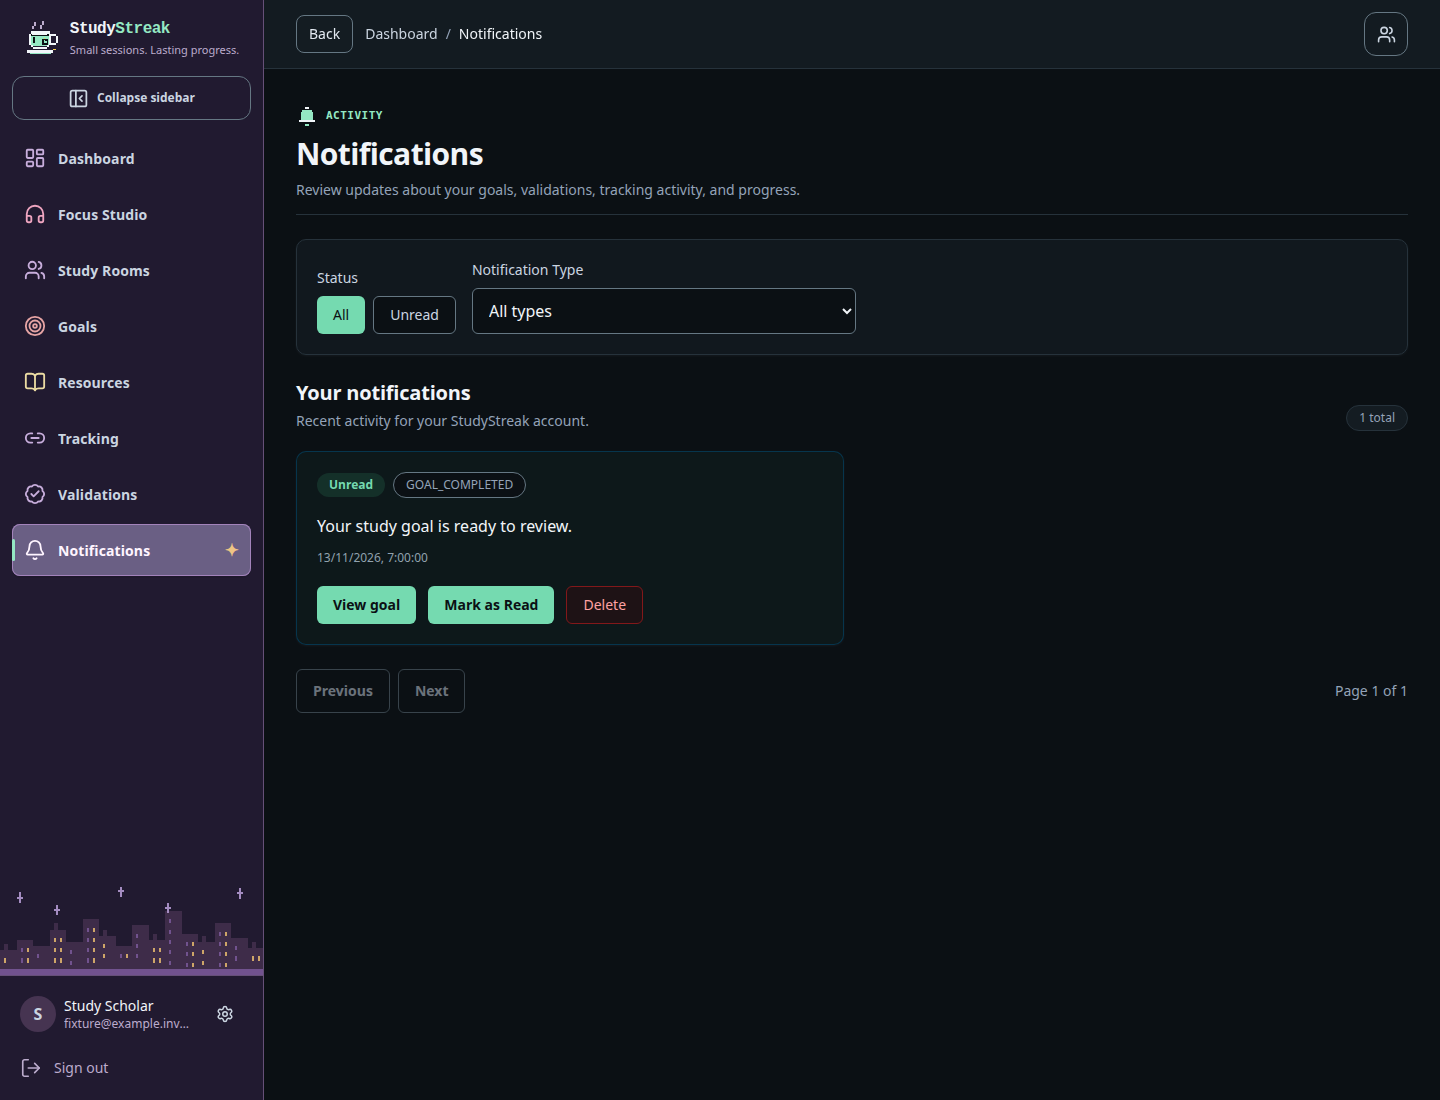 StudyStreak
Small sessions. Lasting progress.
Collapse sidebar
Dashboard
Focus Studio
Study Rooms
Goals
Resources
Tracking
Validations
Notifications
Study Scholar
S
fixture@example.inv...
Sign out
Back
Dashboard / Notifications
ACTIVITY
Notifications
Review updates about your goals, validations, tracking activity, and progress.
Status
All
Unread
Notification Type
All types
Your notifications
Recent activity for your StudyStreak account.
1 total
Unread
GOAL_COMPLETED
Your study goal is ready to review.
13/11/2026, 7:00:00
View goal
Mark as Read
Delete
Previous
Next
Page 1 of 1